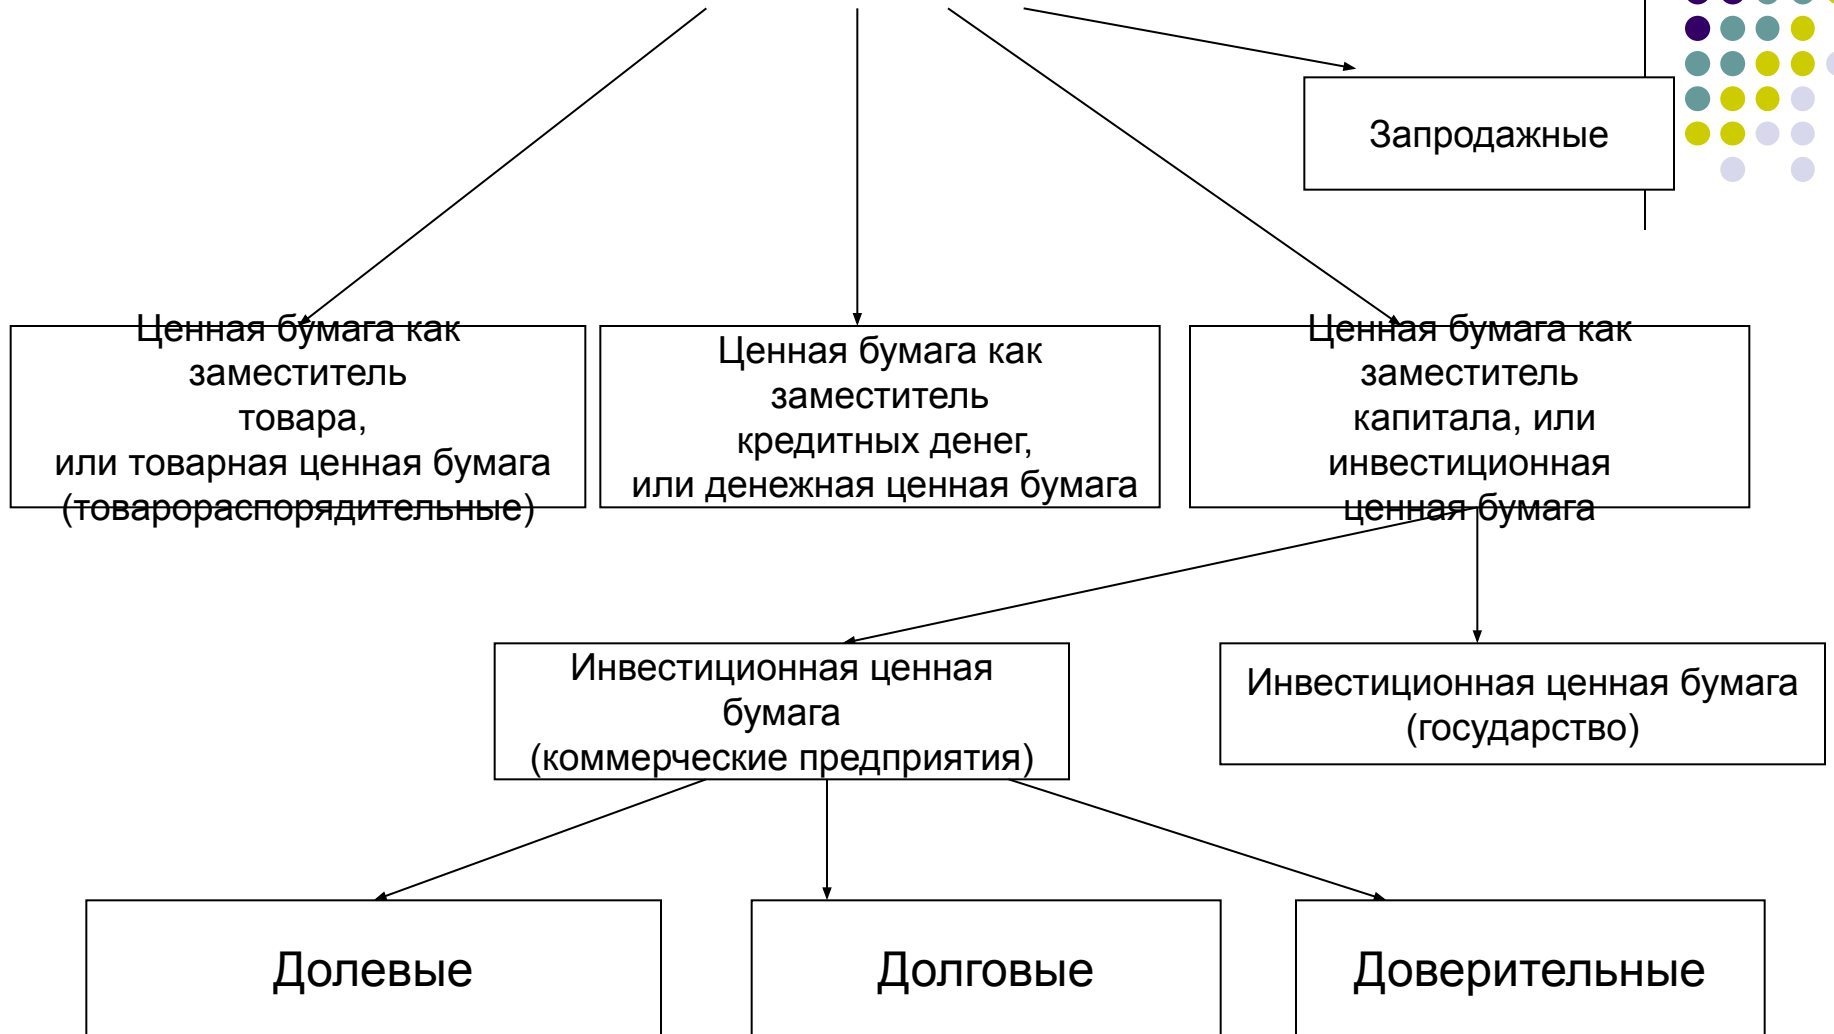 Запродажные
Ценная бумага как
заместитель
товара,
или товарная ценная бумага
(товарораспорядительные)
Ценная бумага как
заместитель
кредитных денег,
или денежная ценная бумага
Ценная бумага как
заместитель
капитала, или
инвестиционная
ценная бумага
Инвестиционная ценная
бумага
(коммерческие предприятия)
Инвестиционная ценная бумага
(государство)
Долевые
Долговые
Доверительные